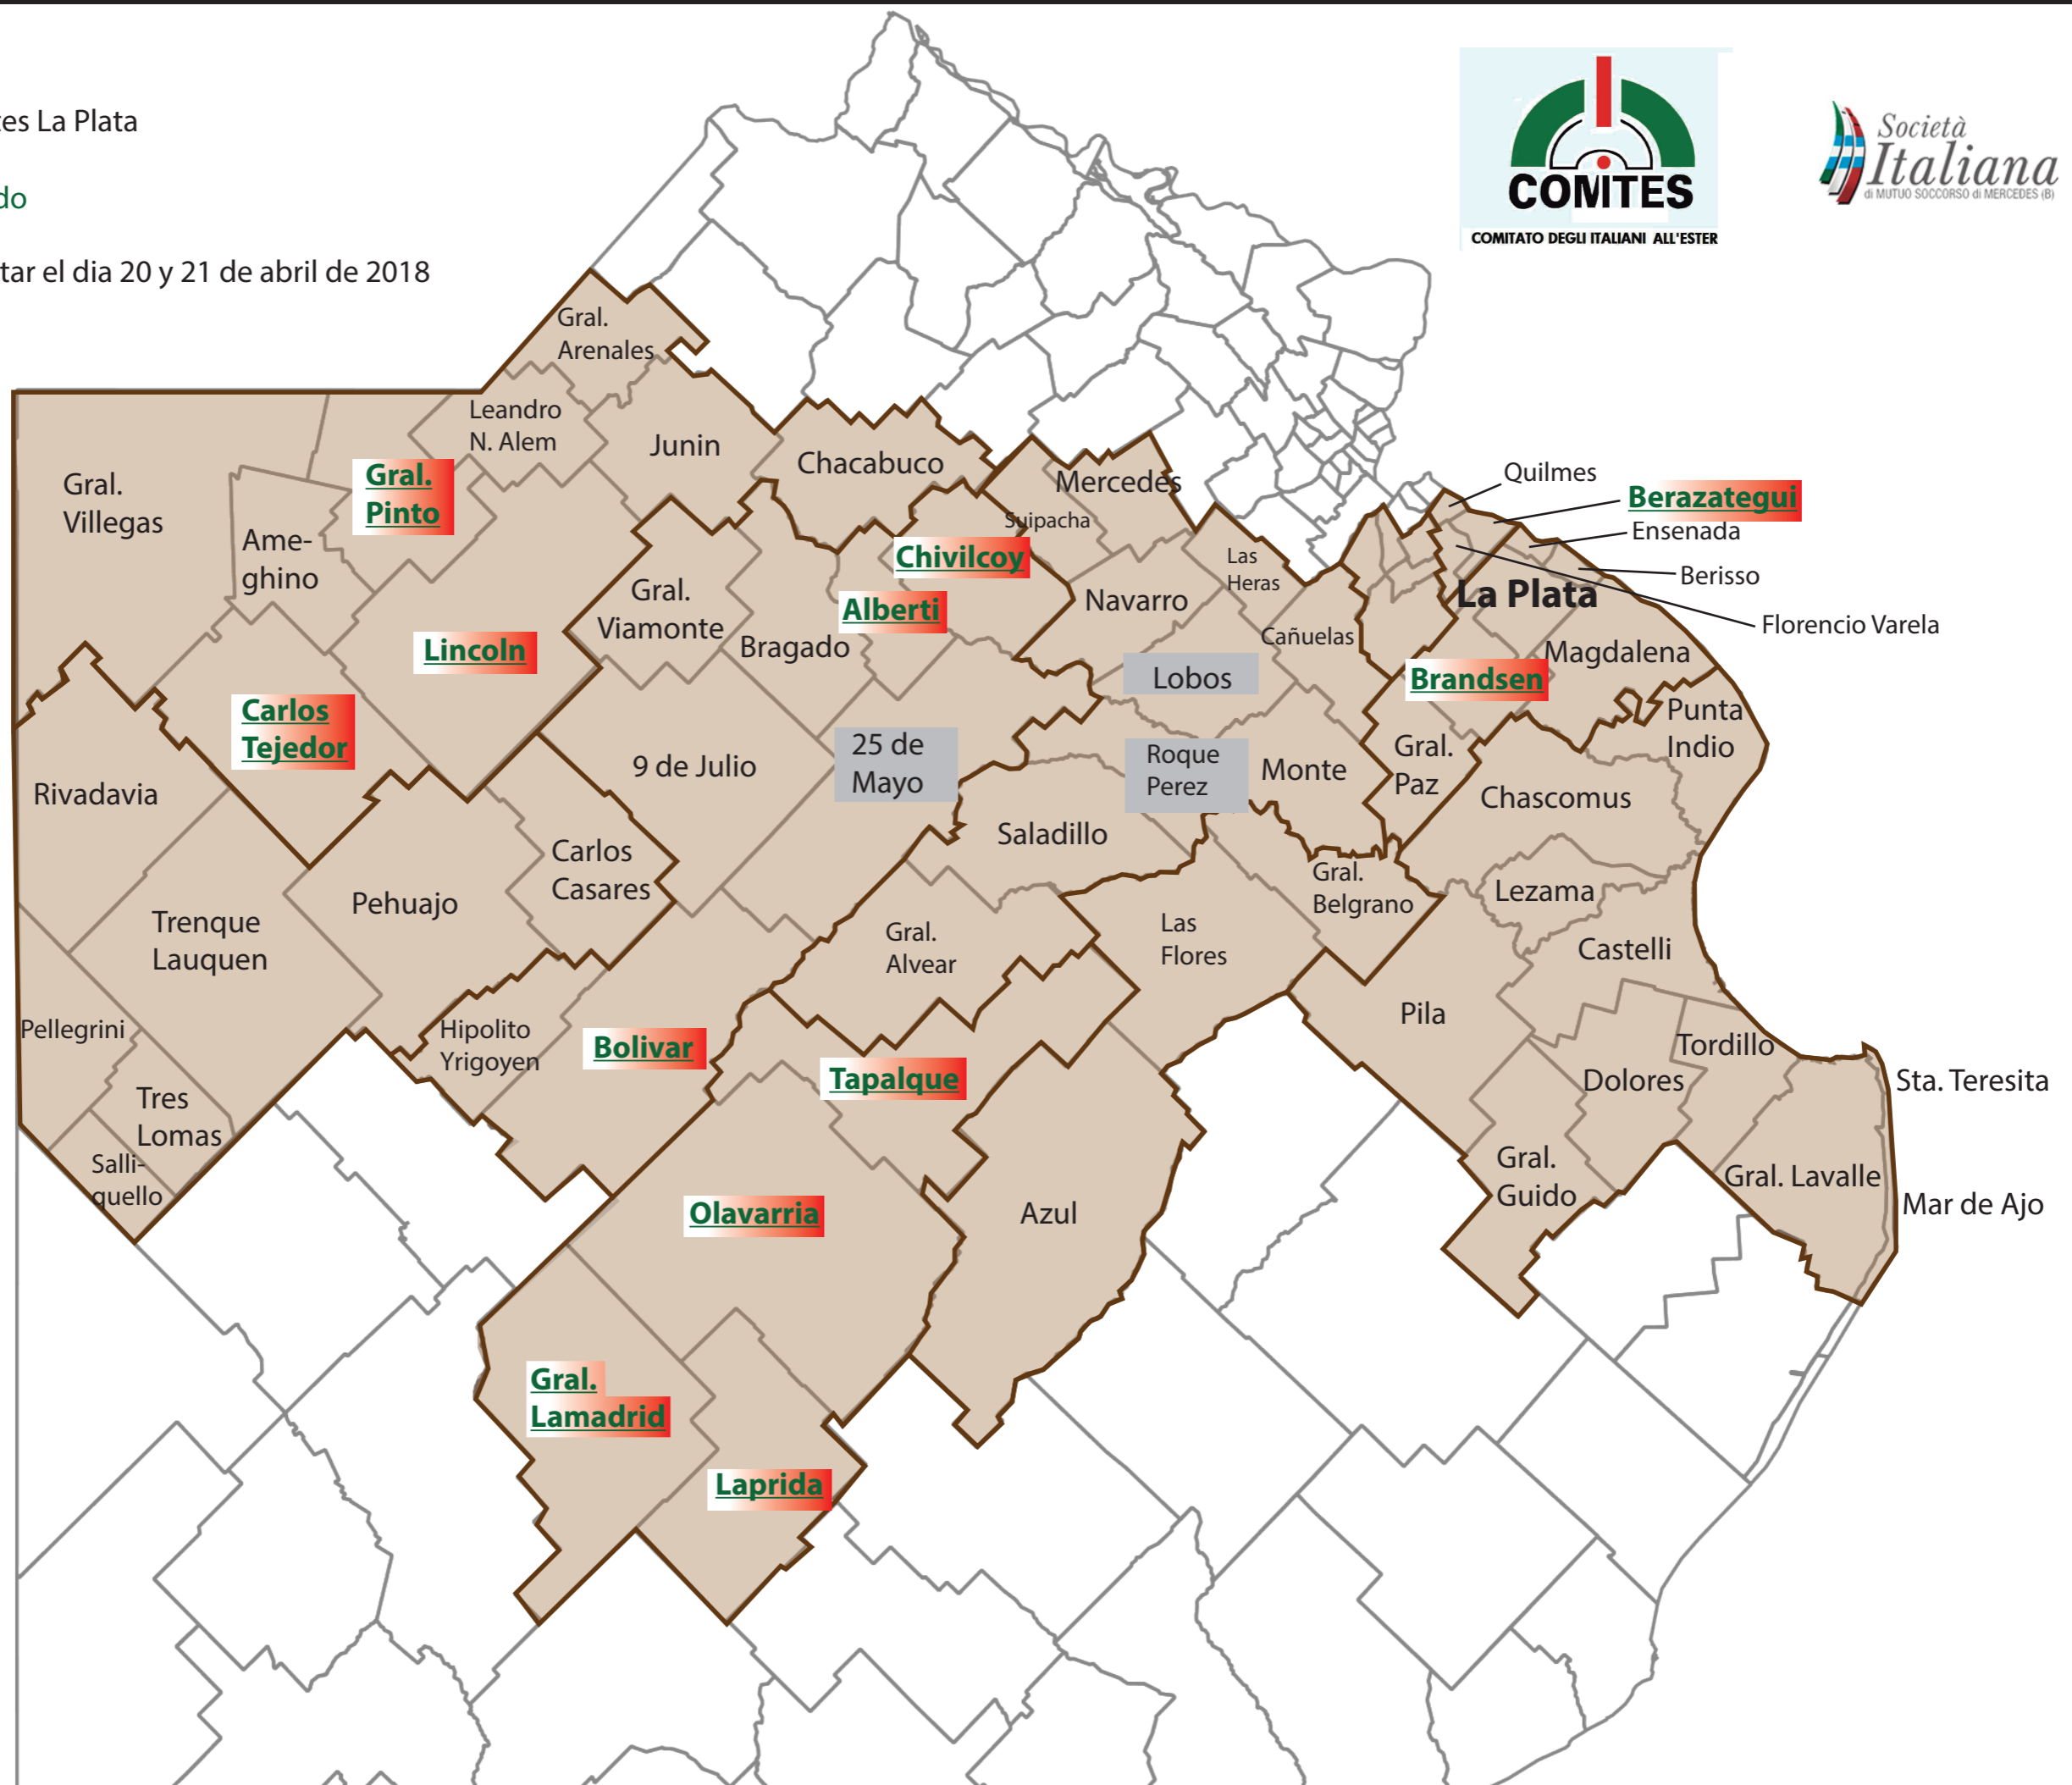 es La Plata
do
tar el dia 20 y 21 de abril de 2018
COMITES
COMITATO DEGLI ITALIANI ALL'ESTER
Società
Italiana
di MUTUO SOCCORSO di MERCEDES (B)
Gral.
Arenales
Leandro
N. Alem
Junin
Chacabuco
Mercedes
Suipacha
Gral.
Villegas
Gral.
Pinto
Ame-
ghino
Chivilcoy
Alberti
Las
Heras
Quilmes
Berazategui
Ensenada
Berisso
Florencio Varela
La Plata
Gral.
Viamonte
Bragado
Navarro
Cañuelas
Magdalena
Lincoln
Lobos
Brandsen
Punta
Indio
Carlos
Tejedor
Rivadavia
9 de Julio
25 de
Mayo
Roque
Perez
Monte
Gral.
Paz
Chascomus
Saladillo
Carlos
Casares
Pehuajo
Trenque
Lauquen
Gral.
Alvear
Las
Flores
Gral.
Belgrano
Lezama
Castelli
Pila
Pellegrini
Hipolito
Yrigoyen
Bolivar
Tapalque
Tordillo
Dolores
Sta. Teresita
Tres
Lomas
Salli-
quello
Gral.
Guido
Gral. Lavalle
Mar de Ajo
Olavarria
Azul
Gral.
Lamadrid
Laprida